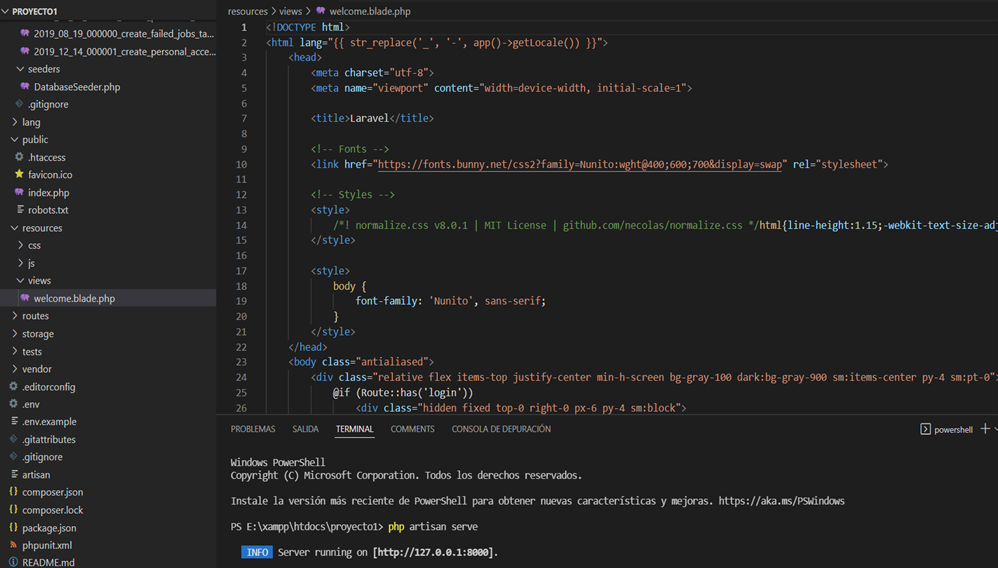 PROYECTO1
2019_08_19_000000_create_failed_jobs_ta...
2019_12_14_000001_create_personal_acce...
seeders
DatabaseSeeder.php
.gitignore
lang
public
.htaccess
favicon.ico
index.php
robots.txt
resources
css
js
views
welcome.blade.php
routes
storage
tests
vendor
.editorconfig
.env
.env.example
.gitattributes
.gitignore
artisan
composer.json
composer.lock
package.json
phpunit.xml
README.md
resources > views > welcome.blade.php
1 <!DOCTYPE html>
2 <html lang="{{ str_replace('_', '-', app()->getLocale()) }}">
3 <head>
4 <meta charset="utf-8">
5 <meta name="viewport" content="width=device-width, initial-scale=1">
6
7 <title>Laravel</title>
8
9 <!-- Fonts -->
10 <link href="https://fonts.bunny.net/css2?family=Nunito:wght@400;600;700&display=swap" rel="stylesheet">
11
12 <!-- Styles -->
13 <style>
14 /*! normalize.css v8.0.1 | MIT License | github.com/necolas/normalize.css */html{line-height:1.15;-webkit-text-size-adj
15 </style>
16
17 <style>
18 body {
19 font-family: 'Nunito', sans-serif;
20 }
21 </style>
22 </head>
23 <body class="antialiased">
24 <div class="relative flex items-top justify-center min-h-screen bg-gray-100 dark:bg-gray-900 sm:items-center py-4 sm:pt-0">
25 @if (Route::has('login'))
26 <div class="hidden fixed top-0 right-0 px-6 py-4 sm:block">
PROBLEMAS SALIDA TERMINAL COMMENTS CONSOLA DE DEPURACIÓN powershell
Windows PowerShell
Copyright (C) Microsoft Corporation. Todos los derechos reservados.
Instale la versión más reciente de PowerShell para obtener nuevas características y mejoras. https://aka.ms/PSWindows
PS E:\xampp\htdocs\proyecto1> php artisan serve
INFO Server running on [http://127.0.0.1:8000].